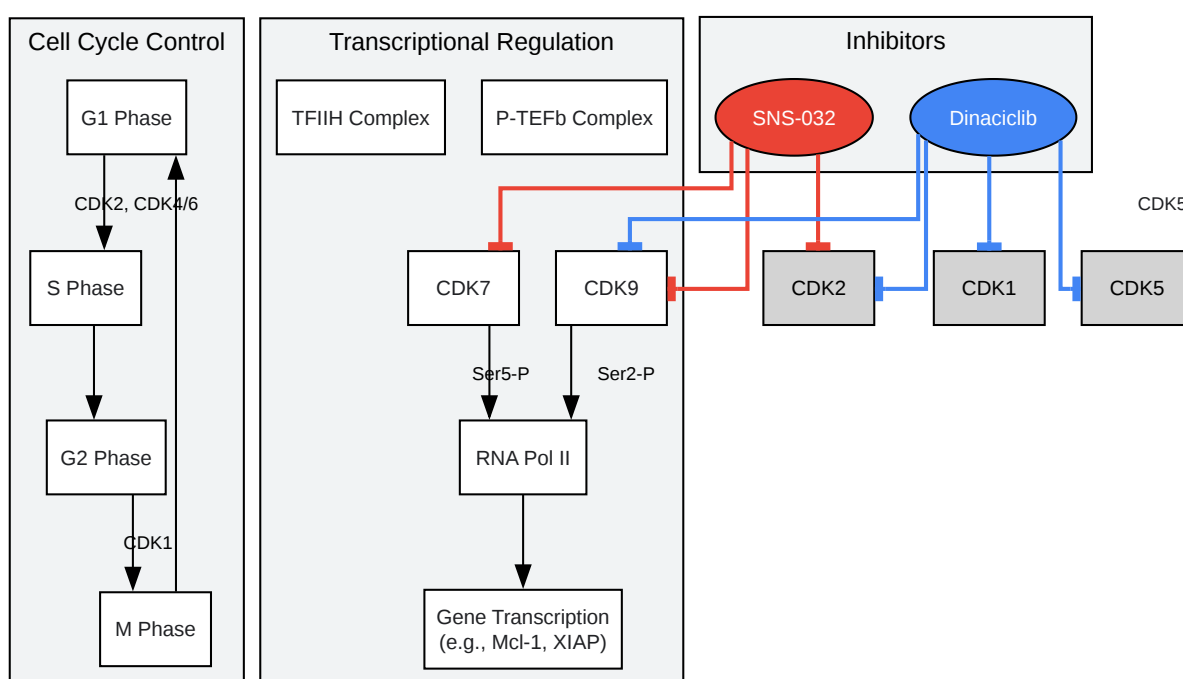 Cell Cycle Control
Transcriptional Regulation
Inhibitors
G1 Phase
TFIIH Complex
P-TEFb Complex
SNS-032
Dinaciclib
CDK2, CDK4/6
CDK5
S Phase
CDK7
CDK9
CDK2
CDK1
CDK5
Ser5-P
Ser2-P
G2 Phase
RNA Pol II
CDK1
M Phase
Gene Transcription
(e.g., Mcl-1, XIAP)